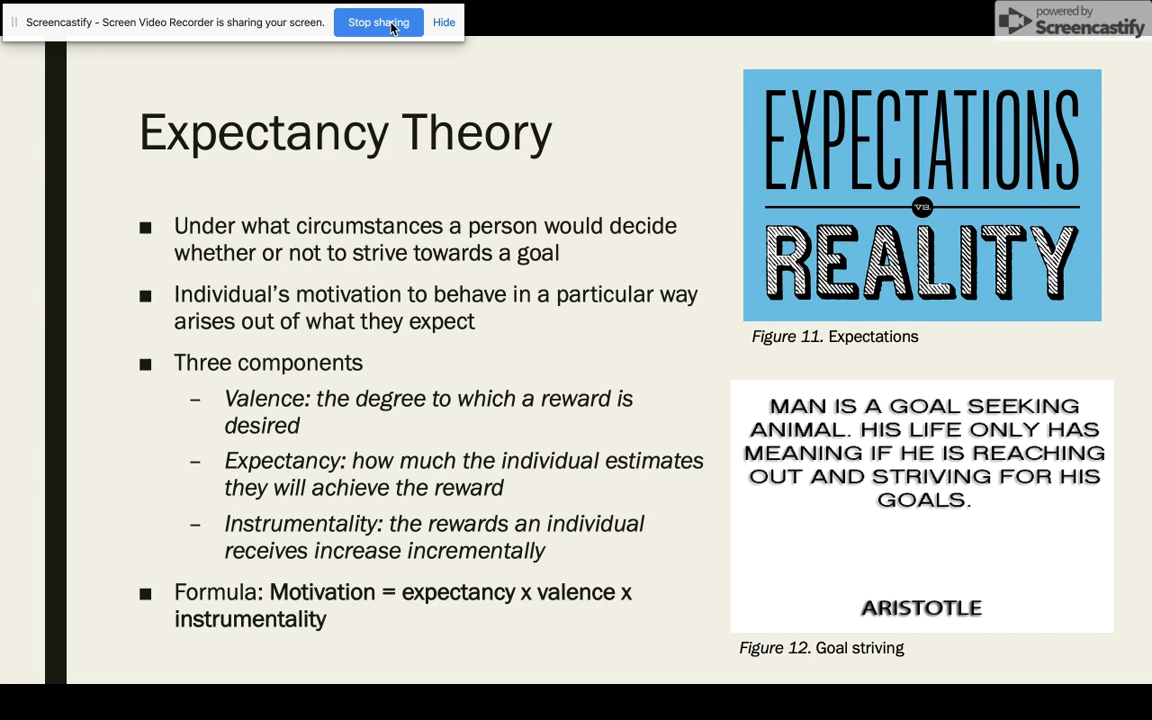 Screencastify - Screen Video Recorder is sharing your screen.
Stop sharing
Hide
powered by
Screencastify
Expectancy Theory
■ Under what circumstances a person would decide
whether or not to strive towards a goal
■ Individual’s motivation to behave in a particular way
arises out of what they expect
■ Three components
– Valence: the degree to which a reward is
desired
– Expectancy: how much the individual estimates
they will achieve the reward
– Instrumentality: the rewards an individual
receives increase incrementally
■ Formula: Motivation = expectancy x valence x
instrumentality
EXPECTATIONS
VS.
REALITY
Figure 11. Expectations
MAN IS A GOAL SEEKING
ANIMAL. HIS LIFE ONLY HAS
MEANING IF HE IS REACHING
OUT AND STRIVING FOR HIS
GOALS.
ARISTOTLE
Figure 12. Goal striving